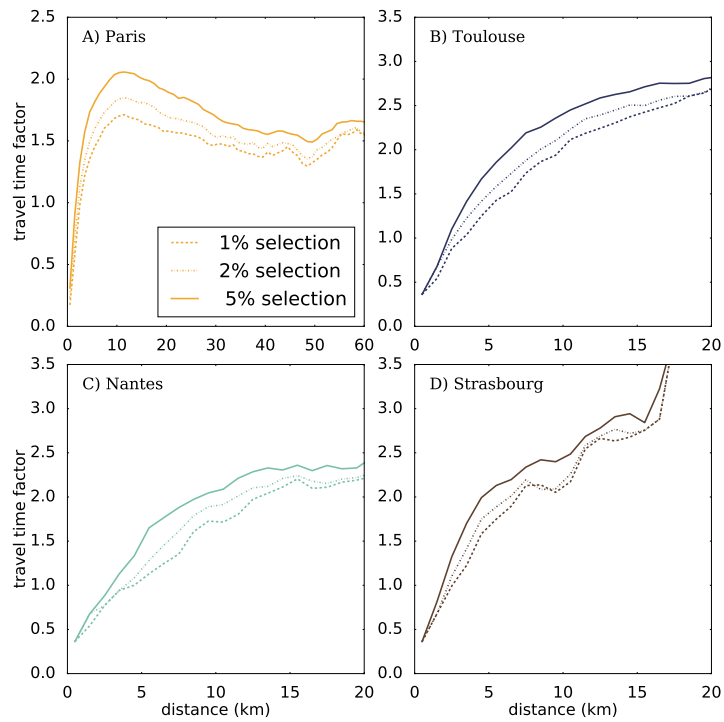 A) Paris
travel time factor
2.5
2.0
1.5
1.0
0.5
0.0
0 10 20 30 40 50 60
1% selection
2% selection
5% selection
B) Toulouse
3.5
3.0
2.5
2.0
1.5
1.0
0.5
0.0
0 5 10 15 20
C) Nantes
travel time factor
3.5
3.0
2.5
2.0
1.5
1.0
0.5
0.0
0 5 10 15 20
distance (km)
D) Strasbourg
3.5
3.0
2.5
2.0
1.5
1.0
0.5
0.0
0 5 10 15 20
distance (km)